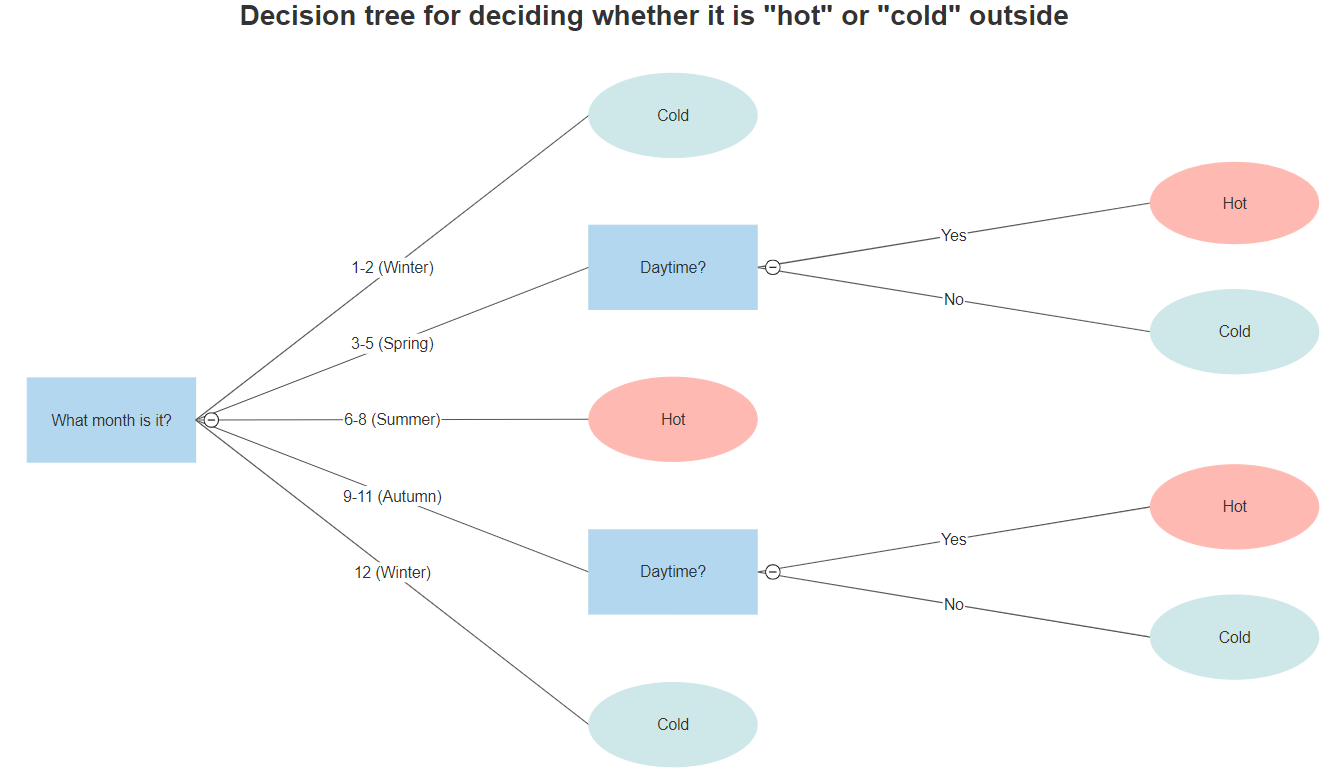 Decision tree for deciding whether it is "hot" or "cold" outside
Cold
Hot
Yes
1-2 (Winter)
Daytime?
No
Cold
3-5 (Spring)
What month is it?
6-8 (Summer)
Hot
9-11 (Autumn)
Hot
Yes
12 (Winter)
Daytime?
No
Cold
Cold